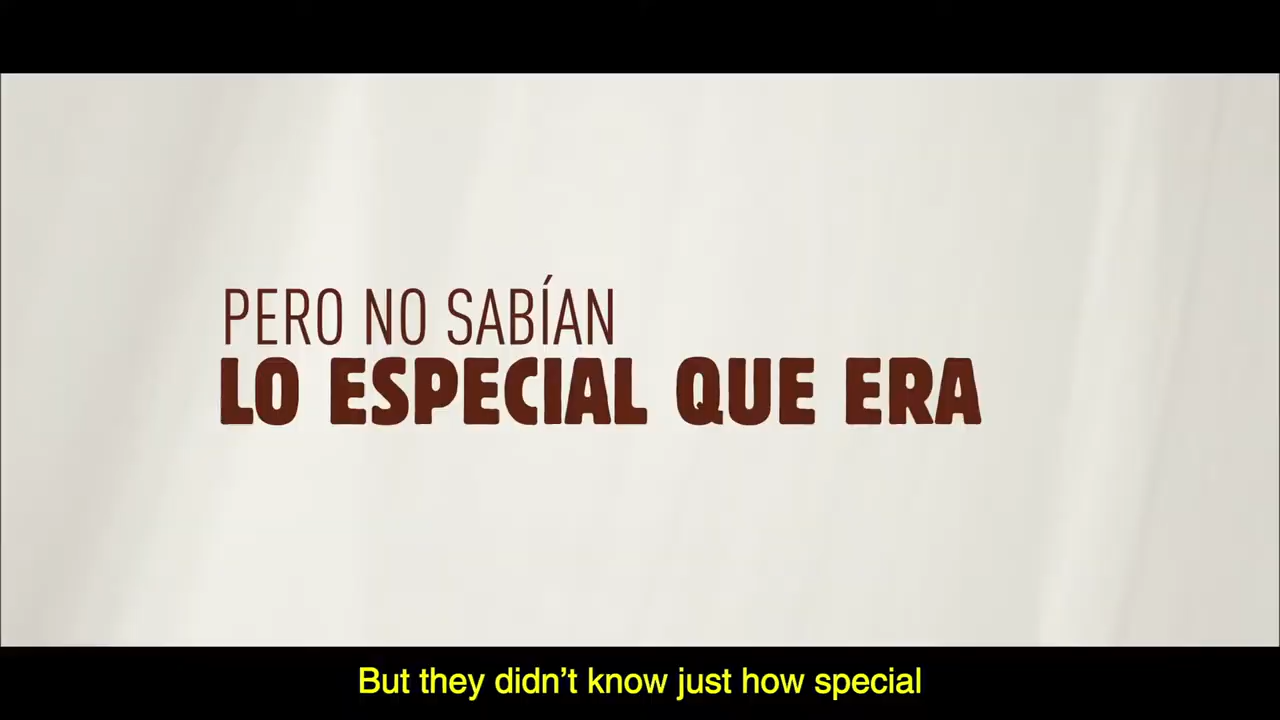 PERO NO SABÍAN
LO ESPECIAL QUE ERA
But they didn’t know just how special